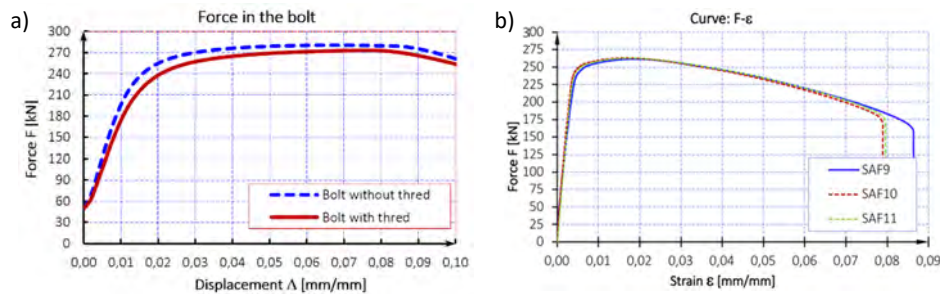 a)
Force in the bolt
Force F [kN]
300
270
240
210
180
150
120
90
60
30
0
Bolt without thred
Bolt with thred
0,00 0,01 0,02 0,03 0,04 0,05 0,06 0,07 0,08 0,09 0,10
Displacement Λ [mm/mm]
b)
Curve: F-ε
Force F [kN]
300
275
250
225
200
175
150
125
100
75
50
25
0
SAF9
SAF10
SAF11
0,00 0,01 0,02 0,03 0,04 0,05 0,06 0,07 0,08 0,09
Strain ε [mm/mm]